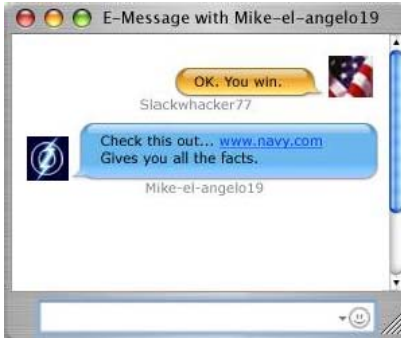 E-Message with Mike-el-angelo19
OK. You win.
Slackwhacker77
Check this out... www.navy.com
Gives you all the facts.
Mike-el-angelo19